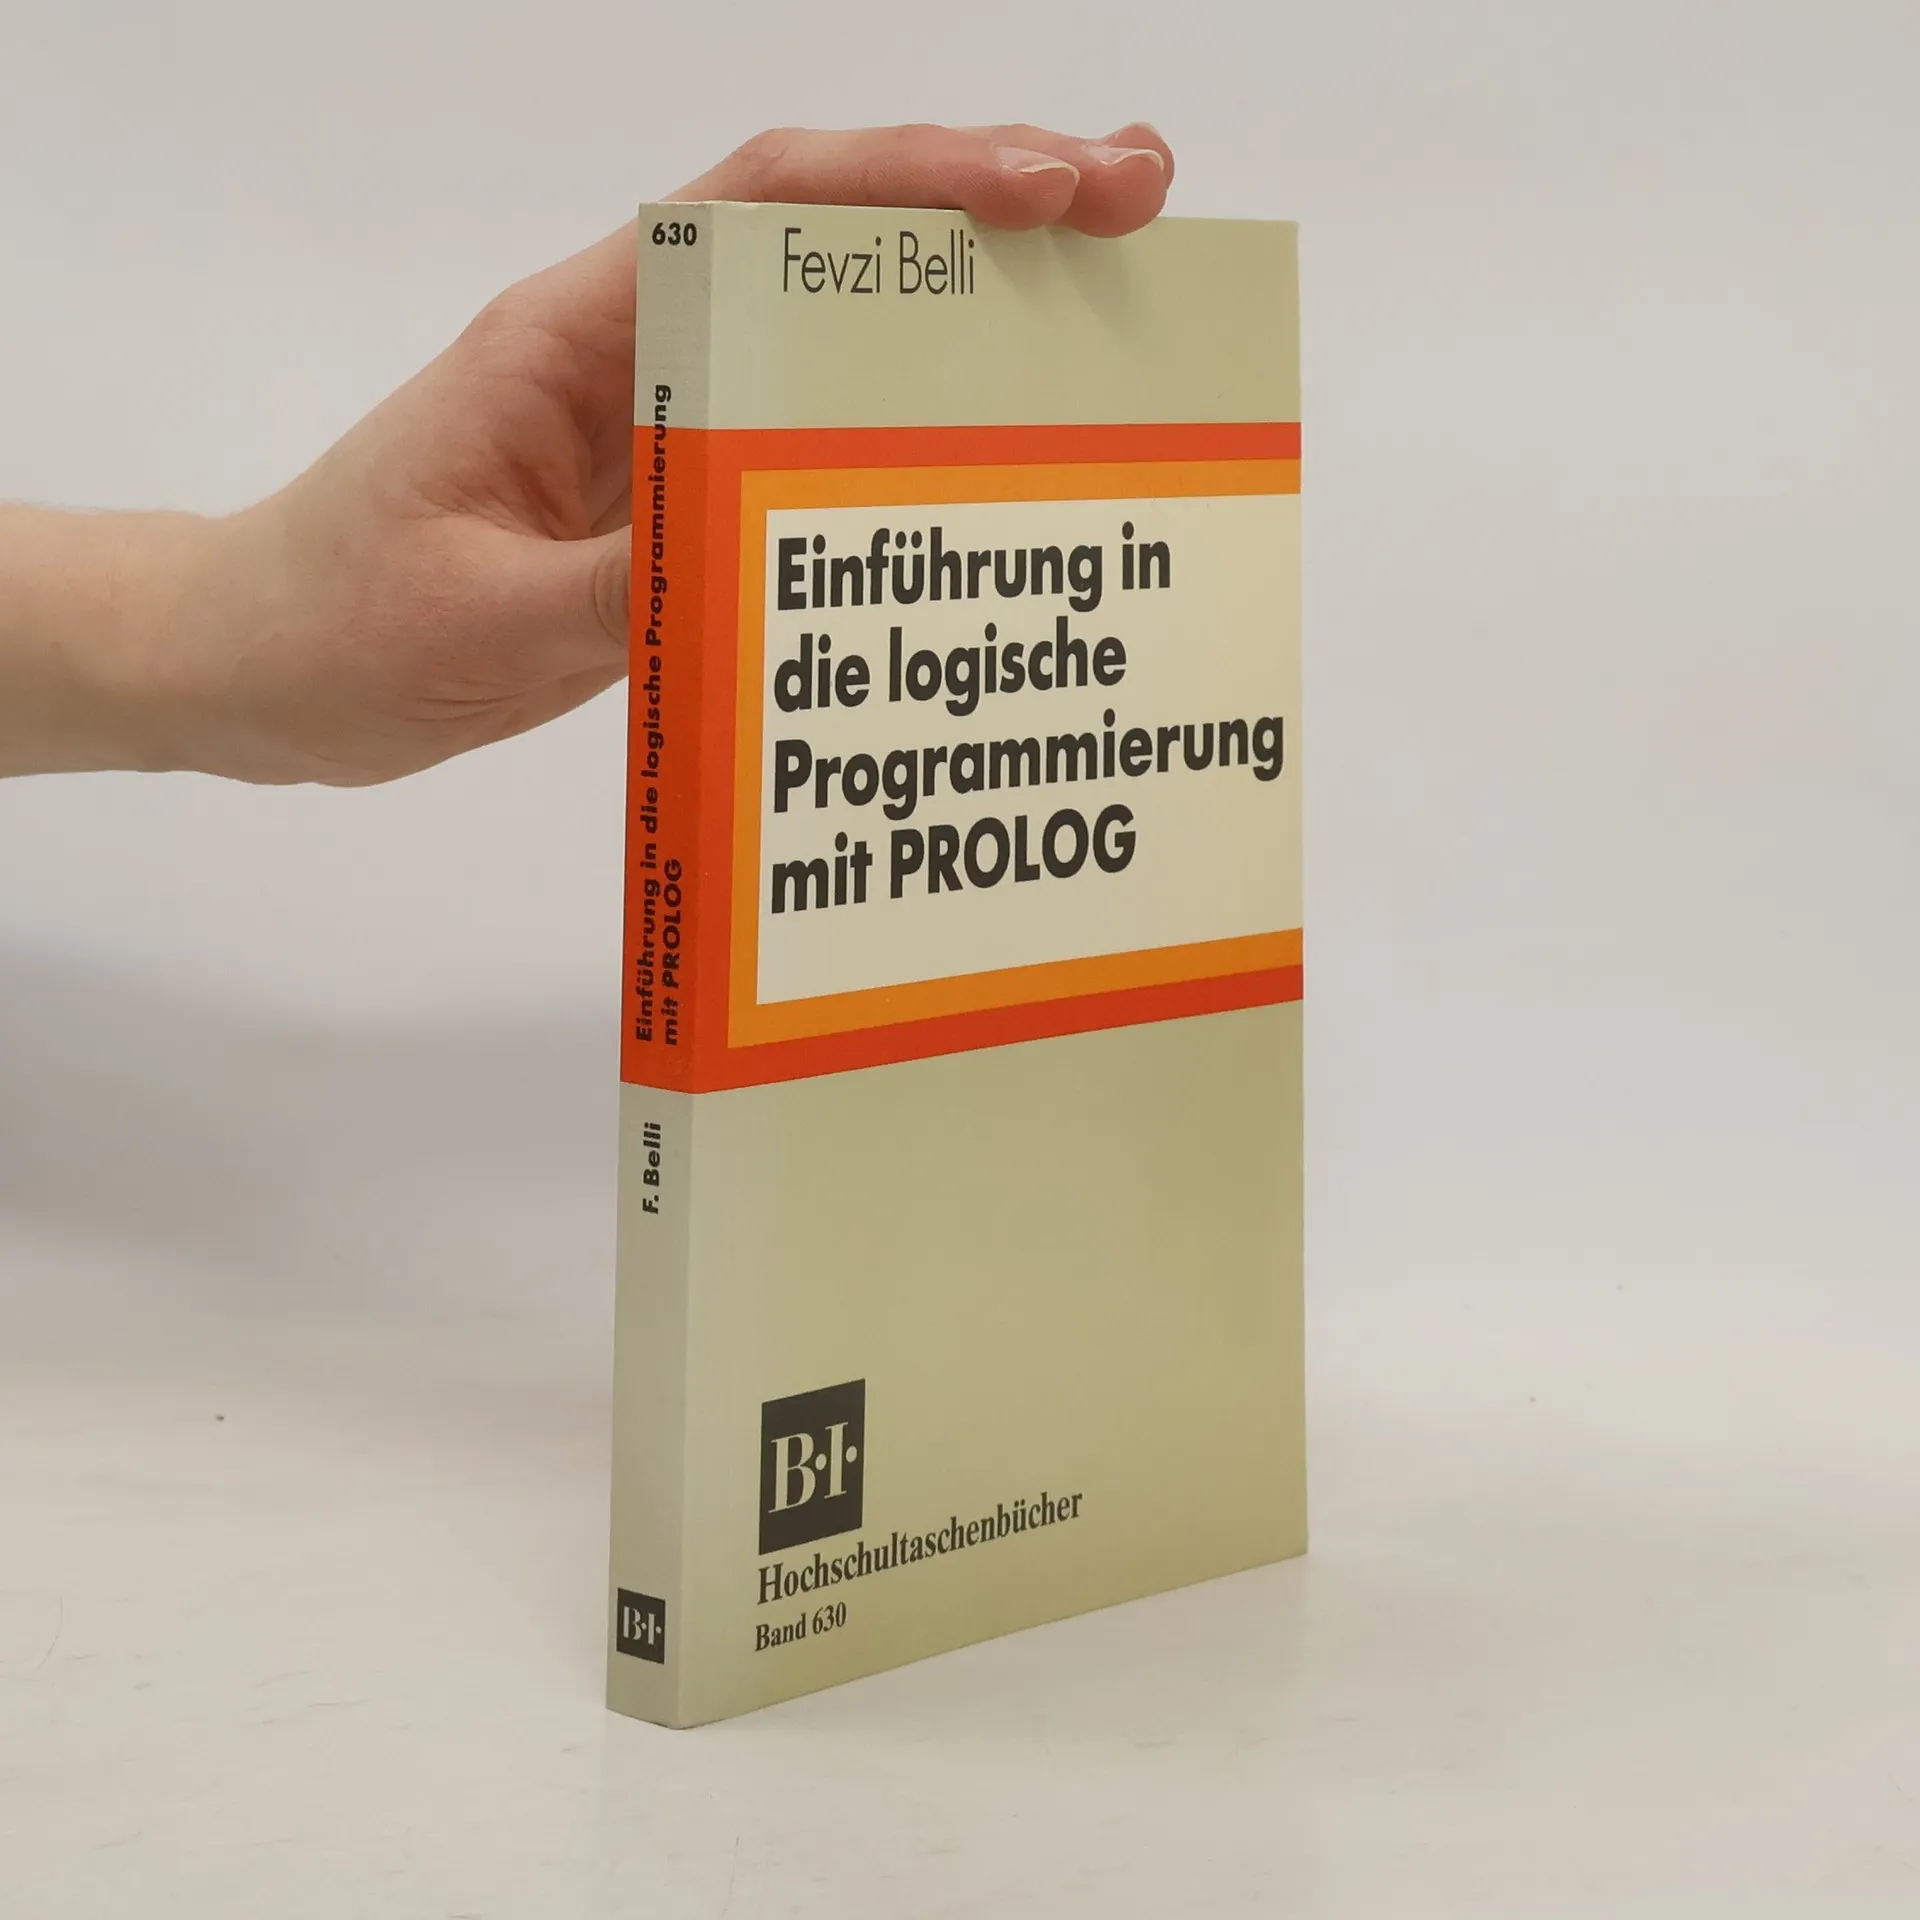 630
Einführung in die logische Programmierung
mit PROLOG
F. Belli
B·I·
Fevzi Belli
Einführung in
die logische
Programmierung
mit PROLOG
B·I·
Hochschultaschenbücher
Band 630